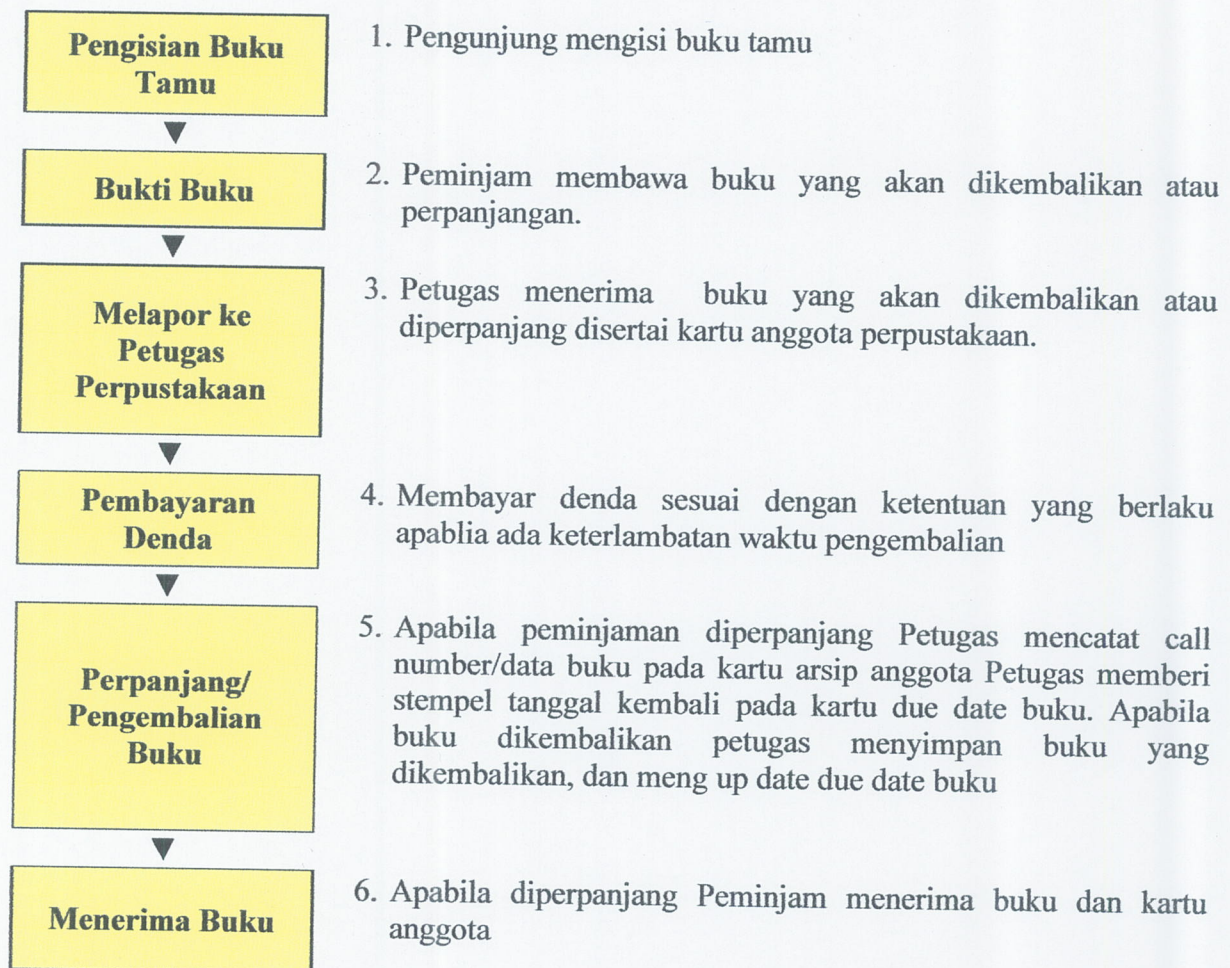 Pengisian Buku
Tamu
1. Pengunjung mengisi buku tamu
Bukti Buku
2. Peminjam membawa buku yang akan dikembalikan atau
perpanjangan.
Melapor ke
Petugas
Perpustakaan
3. Petugas menerima buku yang akan dikembalikan atau
diperpanjang disertai kartu anggota perpustakaan.
Pembayaran
Denda
4. Membayar denda sesuai dengan ketentuan yang berlaku
apablia ada keterlambatan waktu pengembalian
Perpanjang/
Pengembalian
Buku
5. Apabila peminjaman diperpanjang Petugas mencatat call
number/data buku pada kartu arsip anggota Petugas memberi
stempel tanggal kembali pada kartu due date buku. Apabila
buku dikembalikan petugas menyimpan buku yang
dikembalikan, dan meng up date due date buku
Menerima Buku
6. Apabila diperpanjang Peminjam menerima buku dan kartu
anggota